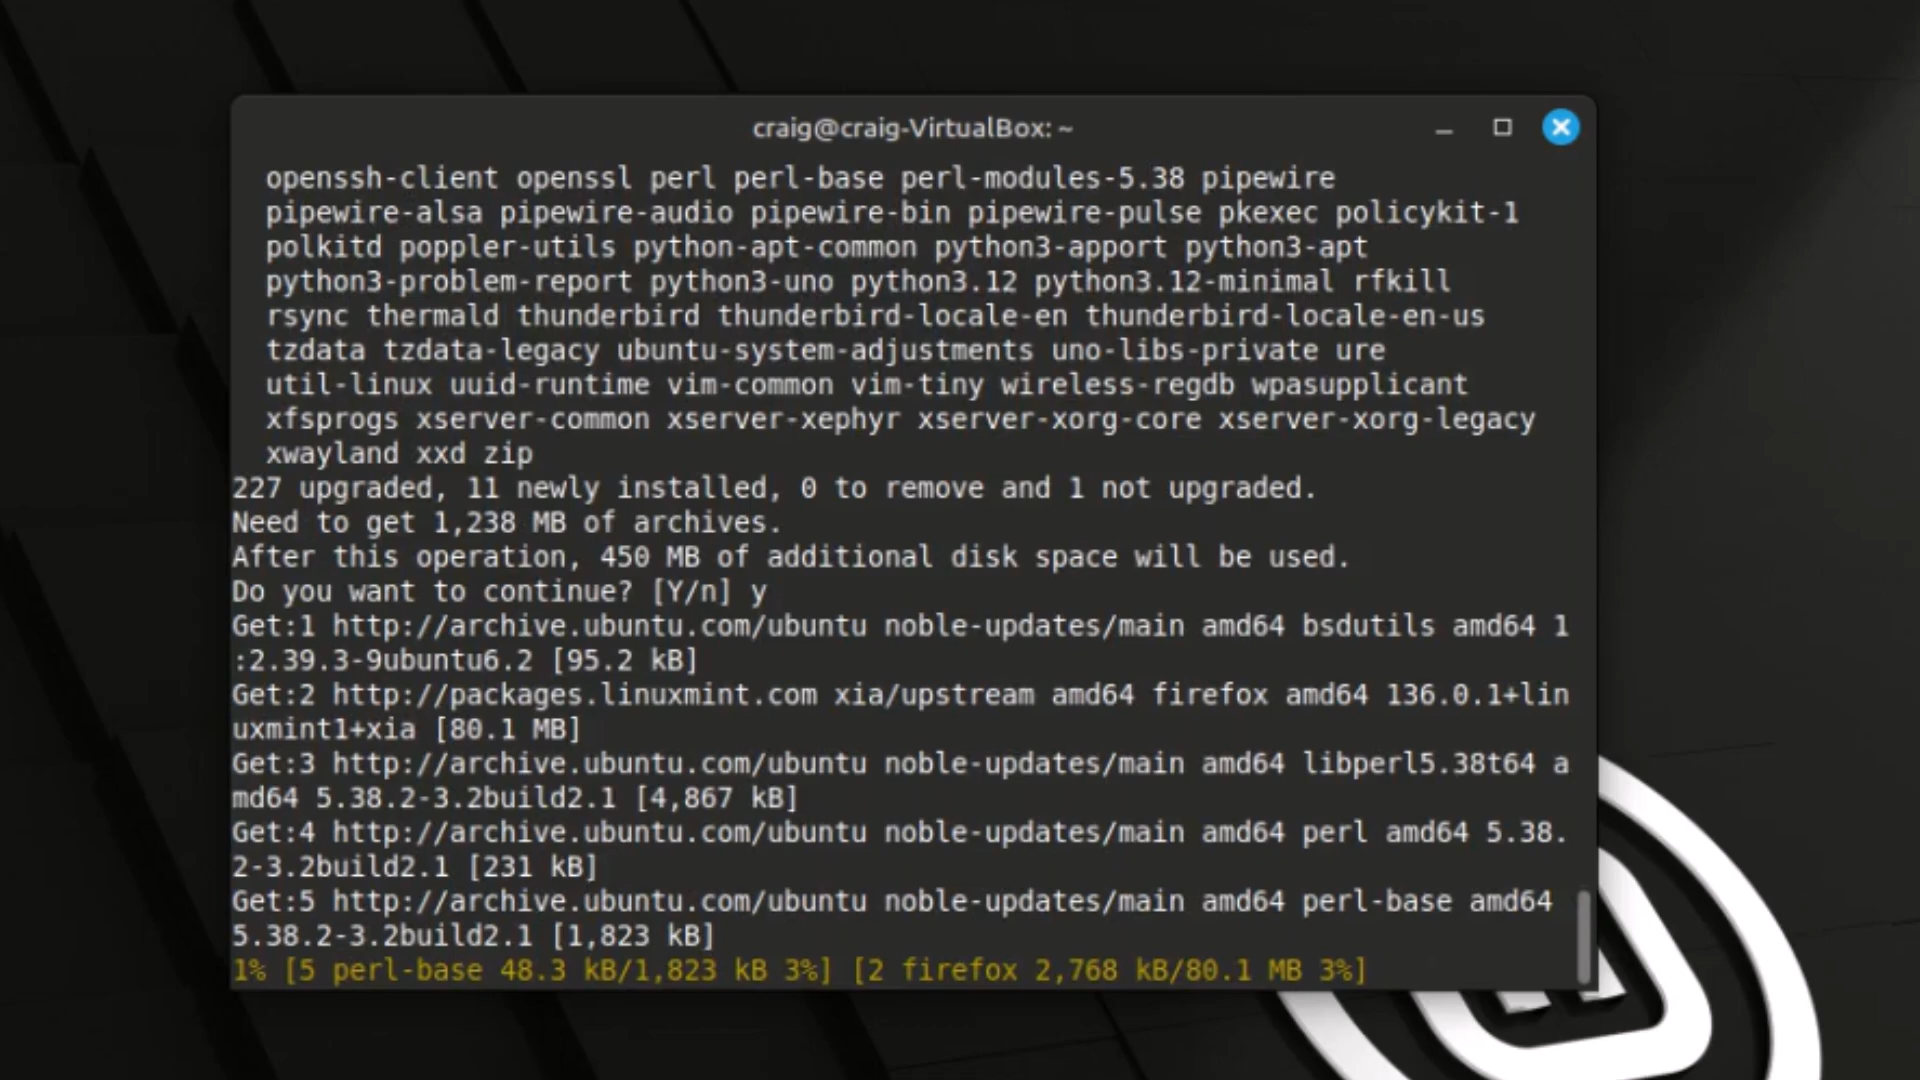 craig@craig-VirtualBox: ~
openssh-client openssl perl perl-base perl-modules-5.38 pipewire
pipewire-alsa pipewire-audio pipewire-bin pipewire-pulse pkexec policykit-1
polkitd poppler-utils python-apt-common python3-apport python3-apt
python3-problem-report python3-uno python3.12 python3.12-minimal rfkill
rsync thermald thunderbird thunderbird-locale-en thunderbird-locale-en-us
tzdata tzdata-legacy ubuntu-system-adjustments uno-libs-private ure
util-linux uuid-runtime vim-common vim-tiny wireless-regdb wpasupplicant
xfsprogs xserver-common xserver-xephyr xserver-xorg-core xserver-xorg-legacy
xwayland xxd zip
227 upgraded, 11 newly installed, 0 to remove and 1 not upgraded.
Need to get 1,238 MB of archives.
After this operation, 450 MB of additional disk space will be used.
Do you want to continue? [Y/n] y
Get:1 http://archive.ubuntu.com/ubuntu noble-updates/main amd64 bsdutils amd64 1
:2.39.3-9ubuntu6.2 [95.2 kB]
Get:2 http://packages.linuxmint.com xia/upstream amd64 firefox amd64 136.0.1+lin
uxmint1+xia [80.1 MB]
Get:3 http://archive.ubuntu.com/ubuntu noble-updates/main amd64 libperl5.38t64 a
md64 5.38.2-3.2build2.1 [4,867 kB]
Get:4 http://archive.ubuntu.com/ubuntu noble-updates/main amd64 perl amd64 5.38.
2-3.2build2.1 [231 kB]
Get:5 http://archive.ubuntu.com/ubuntu noble-updates/main amd64 perl-base amd64
5.38.2-3.2build2.1 [1,823 kB]
1% [5 perl-base 48.3 kB/1,823 kB 3%] [2 firefox 2,768 kB/80.1 MB 3%]